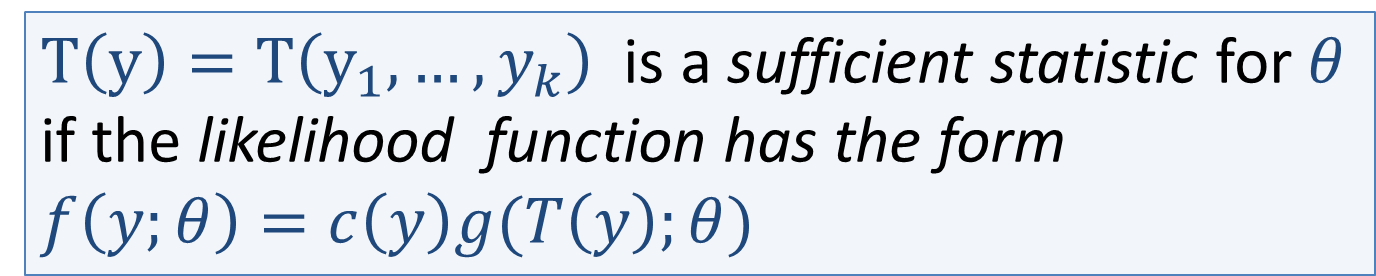 T(y) = T(y₁, … , yₖ) is a sufficient statistic for θ
if the likelihood function has the form
f(y; θ) = c(y)g(T(y); θ)